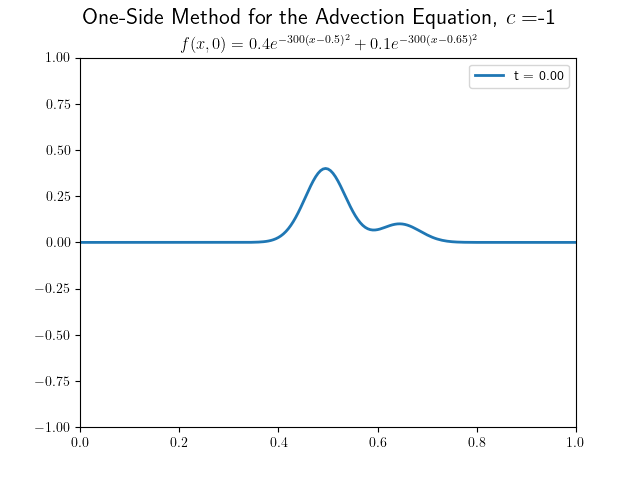 One-Side Method for the Advection Equation, c =-1
f(x, 0) = 0.4e^{-300(x-0.5)^2} + 0.1e^{-300(x-0.65)^2}
t = 0.00
1.00
0.75
0.50
0.25
0.00
−0.25
−0.50
−0.75
−1.00
0.0 0.2 0.4 0.6 0.8 1.0